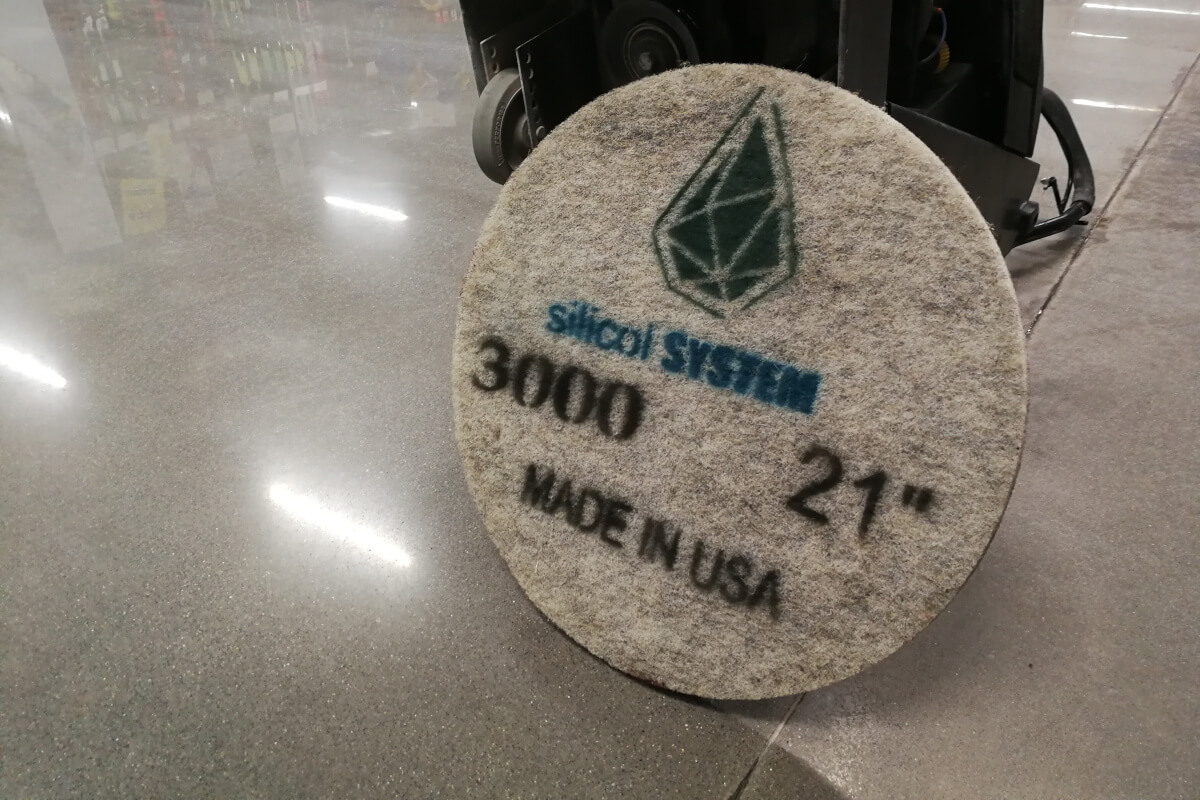 silicol SYSTEM
3000
21"
MADE IN USA